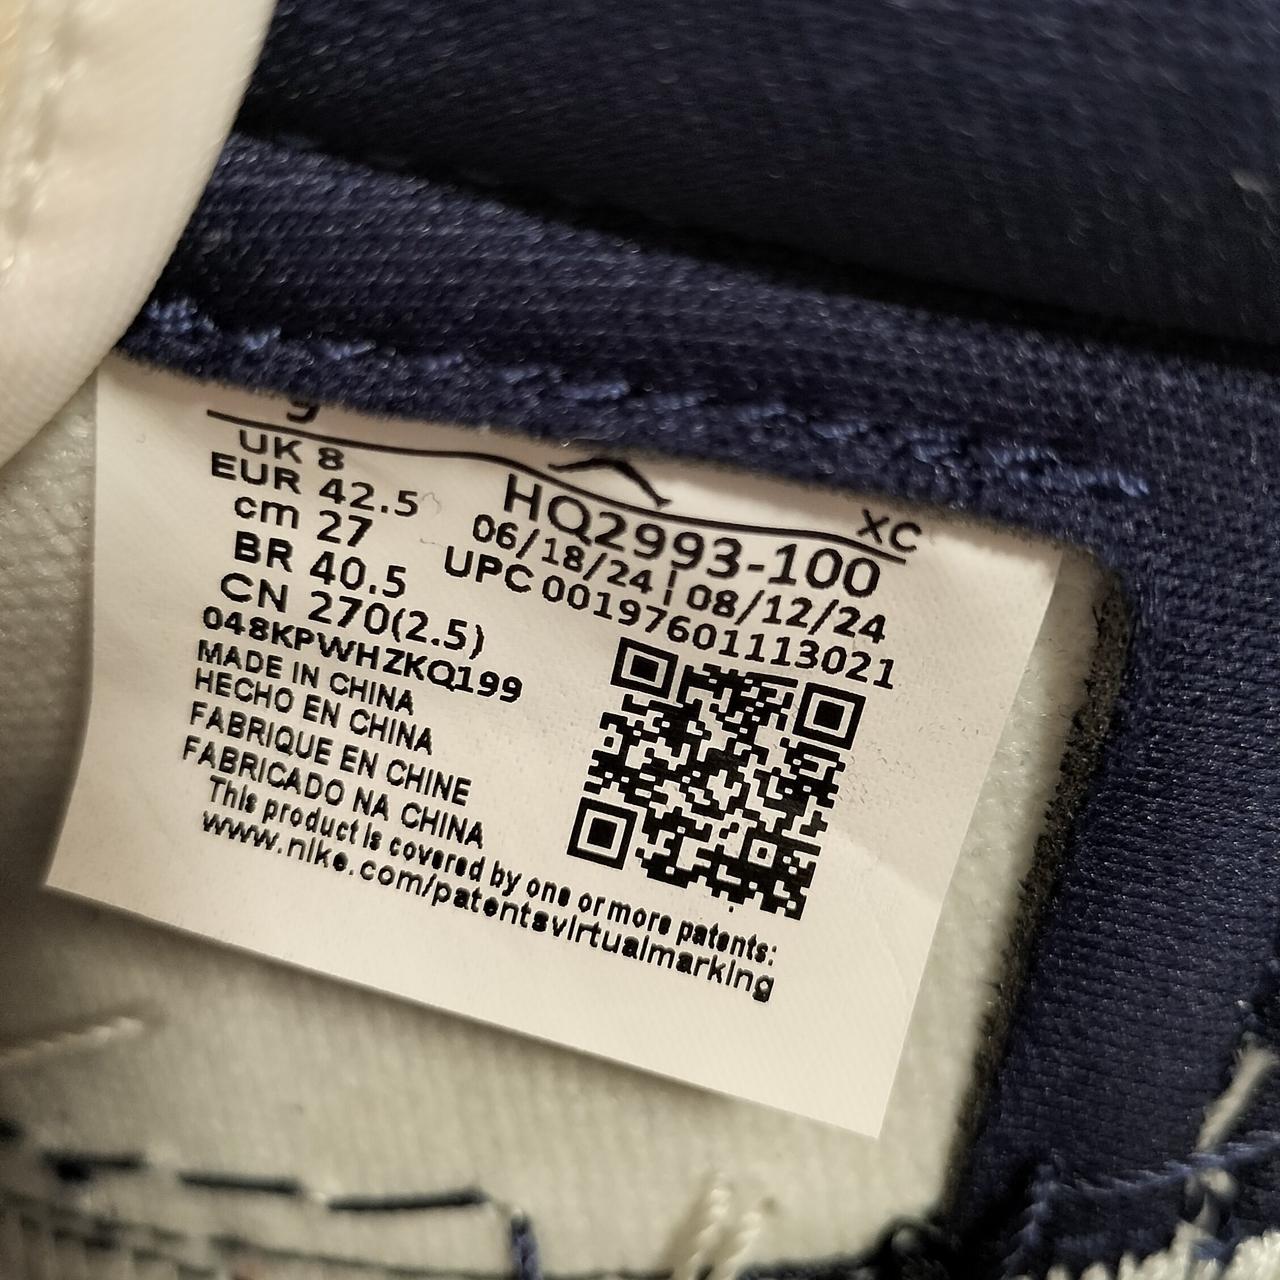 UK 8
EUR 42.5
cm 27
BR 40.5
CN 270(2.5)
048KPWHZKQ199
MADE IN CHINA
HECHO EN CHINA
FABRIQUE EN CHINE
FABRICADO NA CHINA
This product is covered by one or more patents:
www.nike.com/patentsvirtualmarking
XC
HQ2993-100
06/18/24 ¦ 08/12/24
UPC 00197601113021